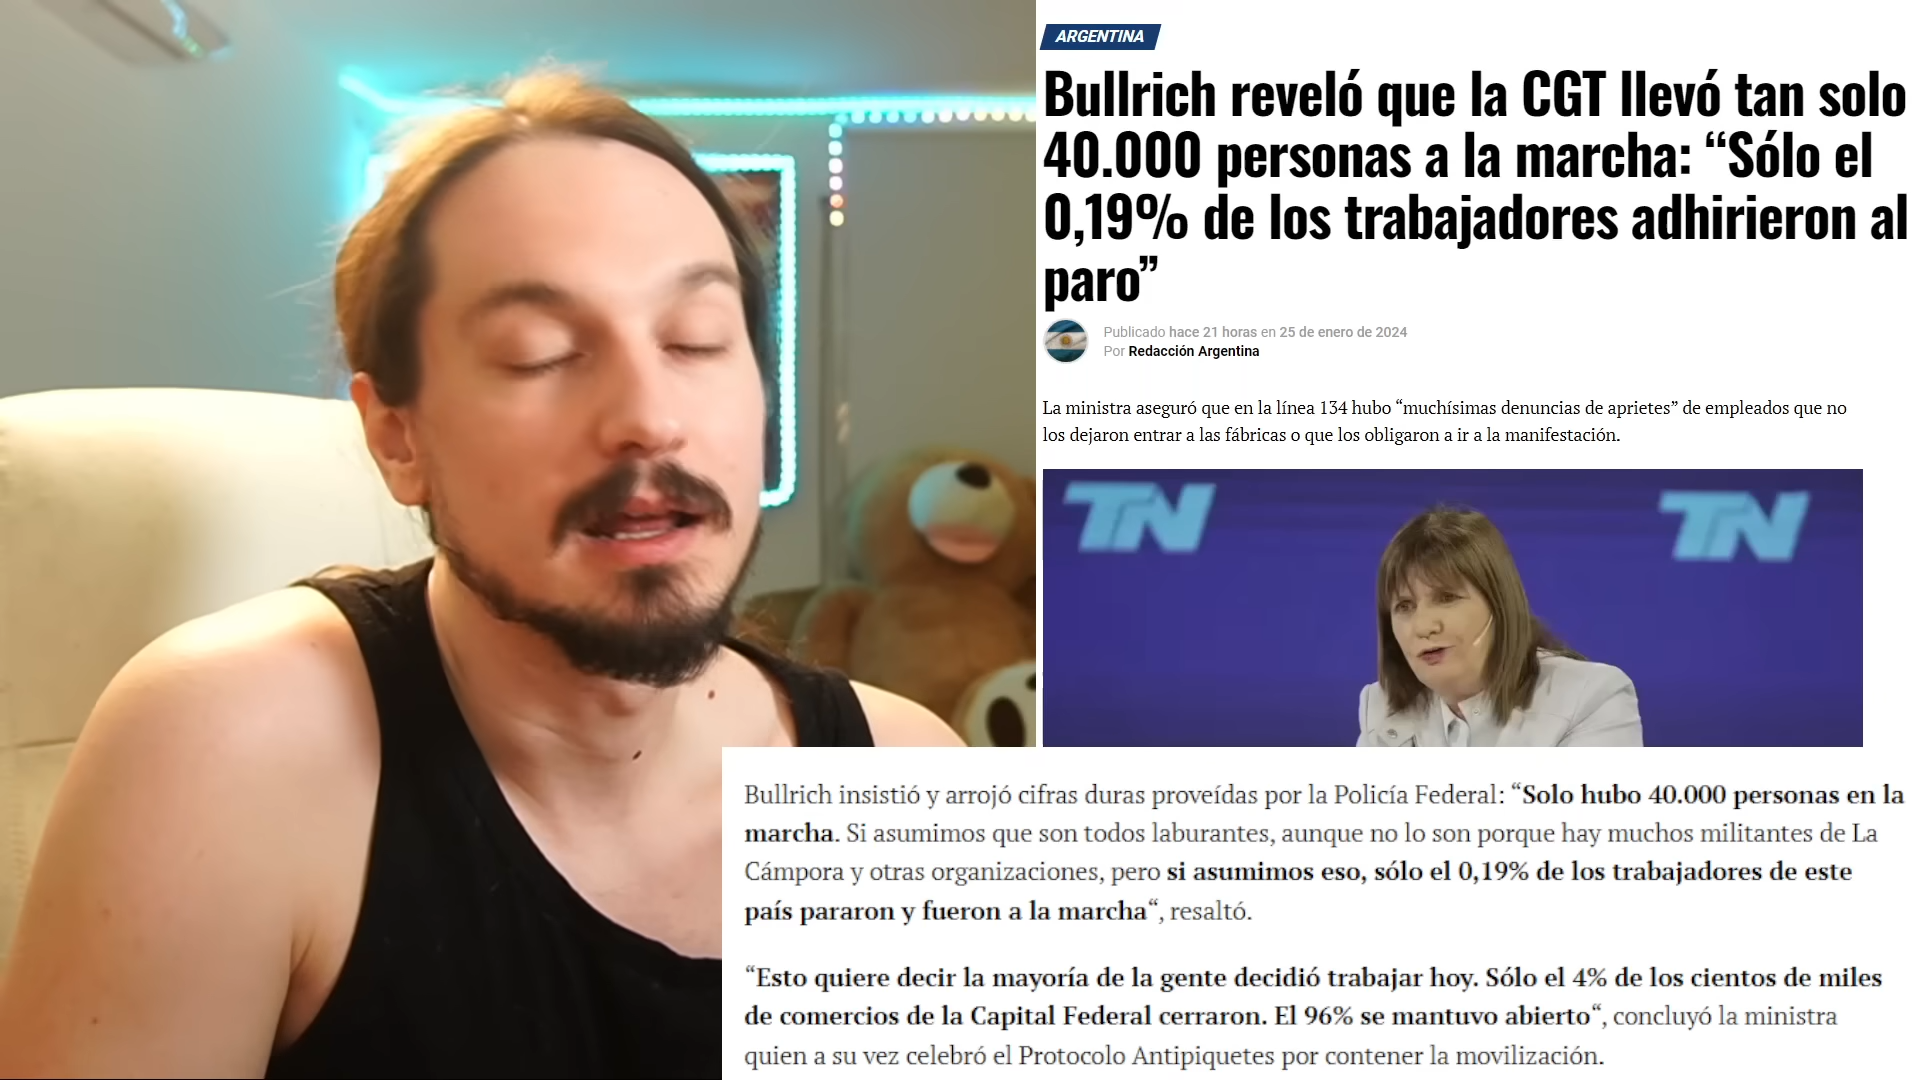 ARGENTINA
Bullrich reveló que la CGT llevó tan solo
40.000 personas a la marcha: “Sólo el
0,19% de los trabajadores adhirieron al
paro”
Publicado hace 21 horas en 25 de enero de 2024
Por Redacción Argentina
La ministra aseguró que en la línea 134 hubo “muchísimas denuncias de aprietes” de empleados que no
los dejaron entrar a las fábricas o que los obligaron a ir a la manifestación.
TN TN
Bullrich insistió y arrojó cifras duras proveídas por la Policía Federal: “Solo hubo 40.000 personas en la
marcha. Si asumimos que son todos laburantes, aunque no lo son porque hay muchos militantes de La
Cámpora y otras organizaciones, pero si asumimos eso, sólo el 0,19% de los trabajadores de este
país pararon y fueron a la marcha“, resaltó.
“Esto quiere decir la mayoría de la gente decidió trabajar hoy. Sólo el 4% de los cientos de miles
de comercios de la Capital Federal cerraron. El 96% se mantuvo abierto“, concluyó la ministra
quien a su vez celebró el Protocolo Antipiquetes por contener la movilización.